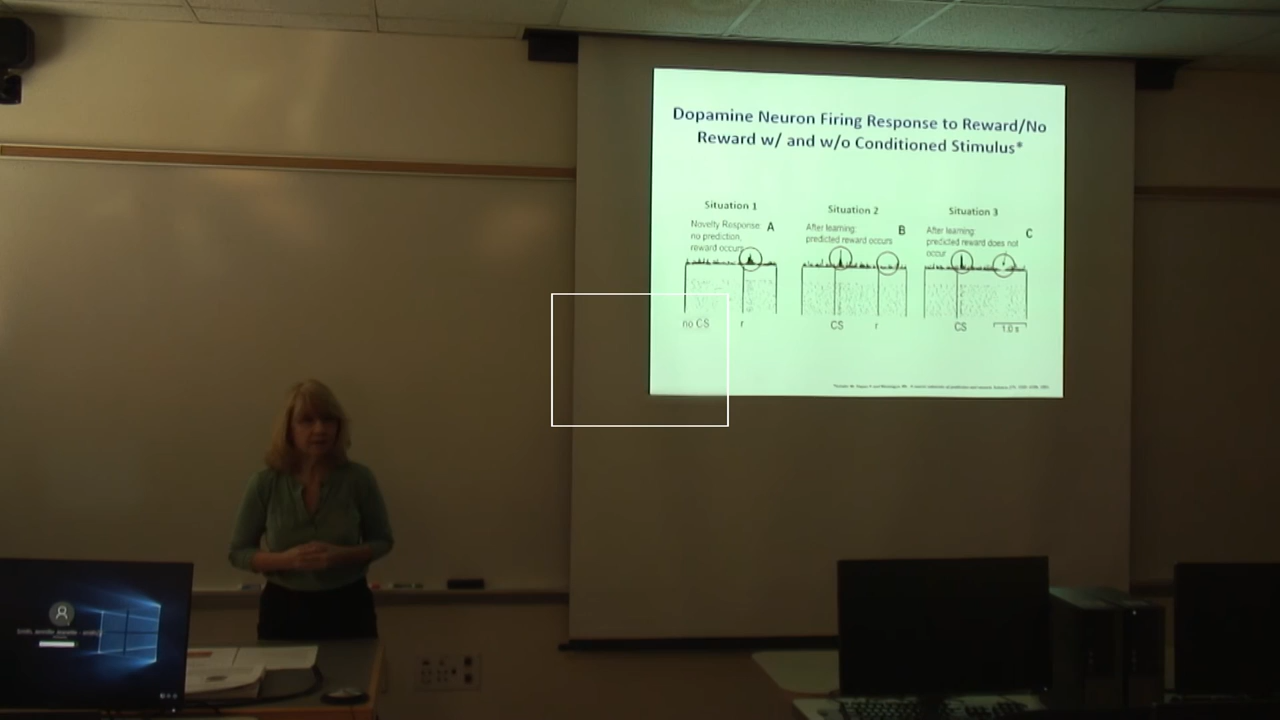 Dopamine Neuron Firing Response to Reward/No
Reward w/ and w/o Conditioned Stimulus*
Situation 1
Novelty Response:
no prediction,
reward occurs
A
no CS
r
Situation 2
After learning:
predicted reward occurs
B
CS
r
Situation 3
After learning:
predicted reward does not
occur
C
CS
1.0 s